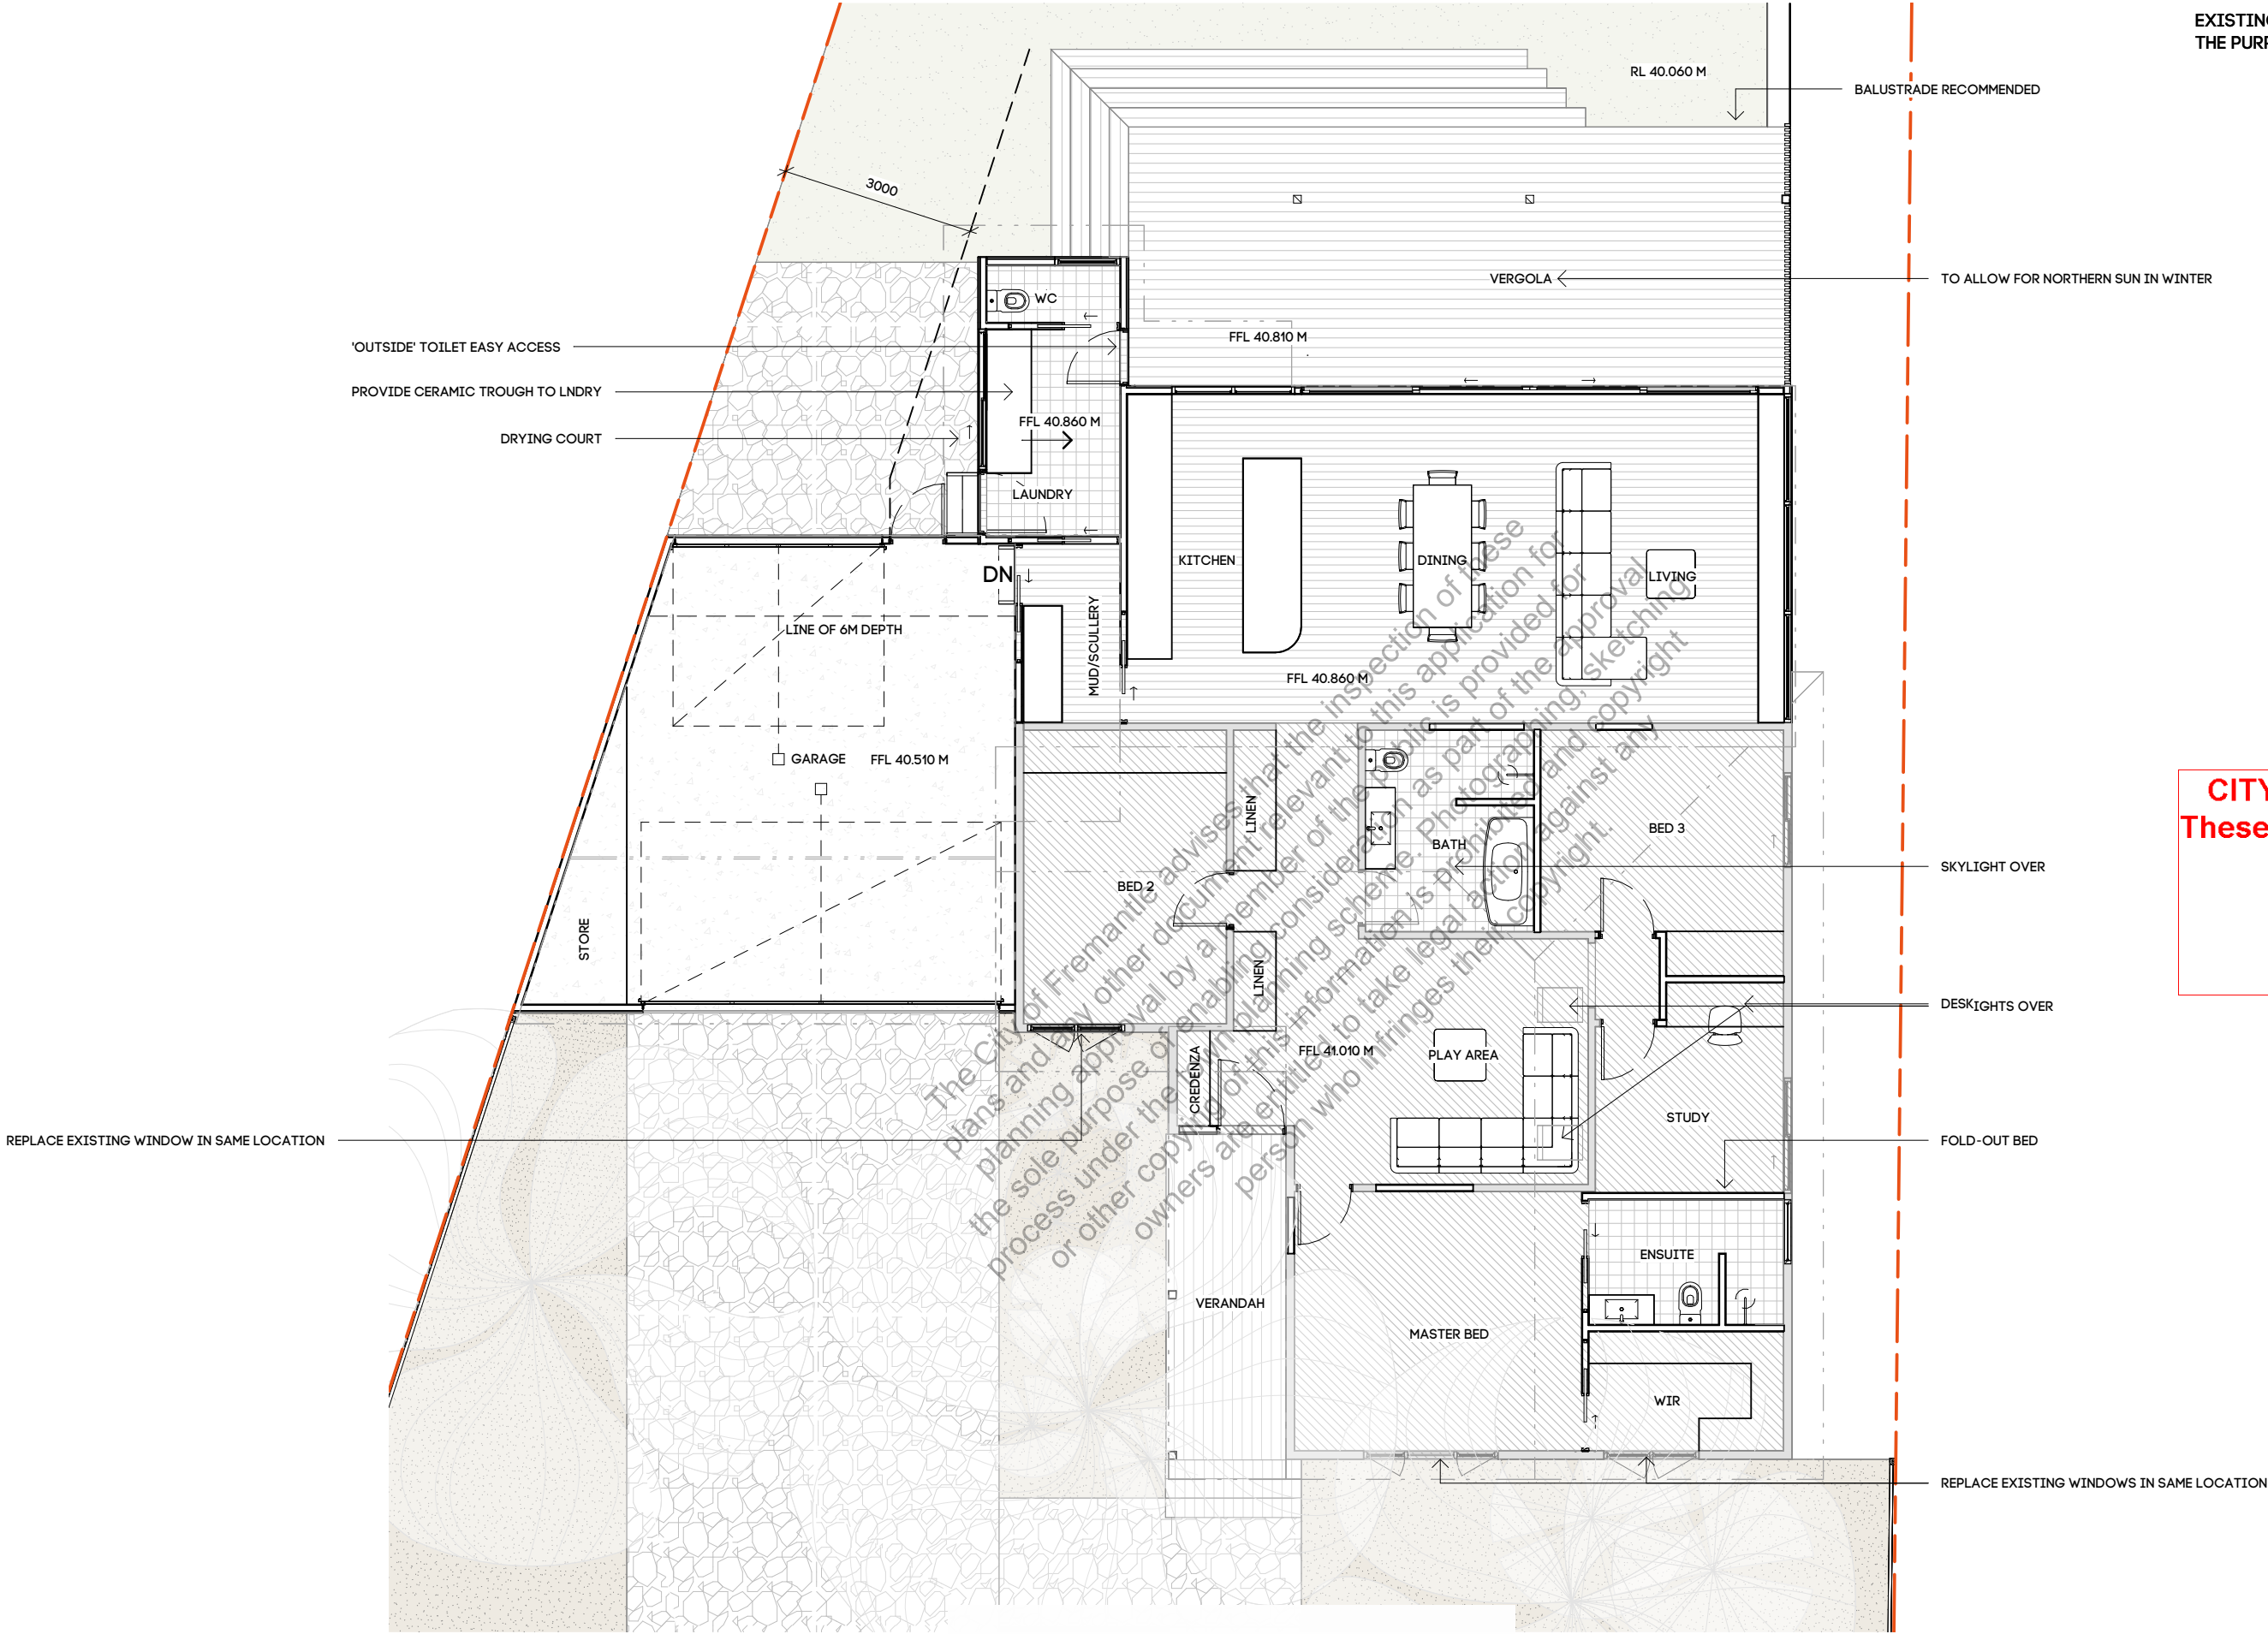 EXISTING
THE PURP
RL 40.060 M
BALUSTRADE RECOMMENDED
3000
VERGOLA
TO ALLOW FOR NORTHERN SUN IN WINTER
WC
'OUTSIDE' TOILET EASY ACCESS
FFL 40.810 M
PROVIDE CERAMIC TROUGH TO LNDRY
FFL 40.860 M
DRYING COURT
LAUNDRY
KITCHEN
DINING
LIVING
DN
MUD/SCULLERY
LINE OF 6M DEPTH
FFL 40.860 M
GARAGE
FFL 40.510 M
CITY
These
LINEN
BED 3
BATH
SKYLIGHT OVER
BED 2
STORE
LINEN
DESK
IGHTS OVER
FFL 41.010 M
PLAY AREA
CREDENZA
STUDY
REPLACE EXISTING WINDOW IN SAME LOCATION
FOLD-OUT BED
ENSUITE
VERANDAH
MASTER BED
WIR
REPLACE EXISTING WINDOWS IN SAME LOCATION
The City of Fremantle advises that the inspection of these
plans and any other document relevant to this application for
planning approval by a member of the public is provided for
the sole purpose of enabling consideration as part of the approval
process under the town planning scheme. Photographing, sketching
or other copying of this information is prohibited and copyright
owners are entitled to take legal action against any
person who infringes their copyright.